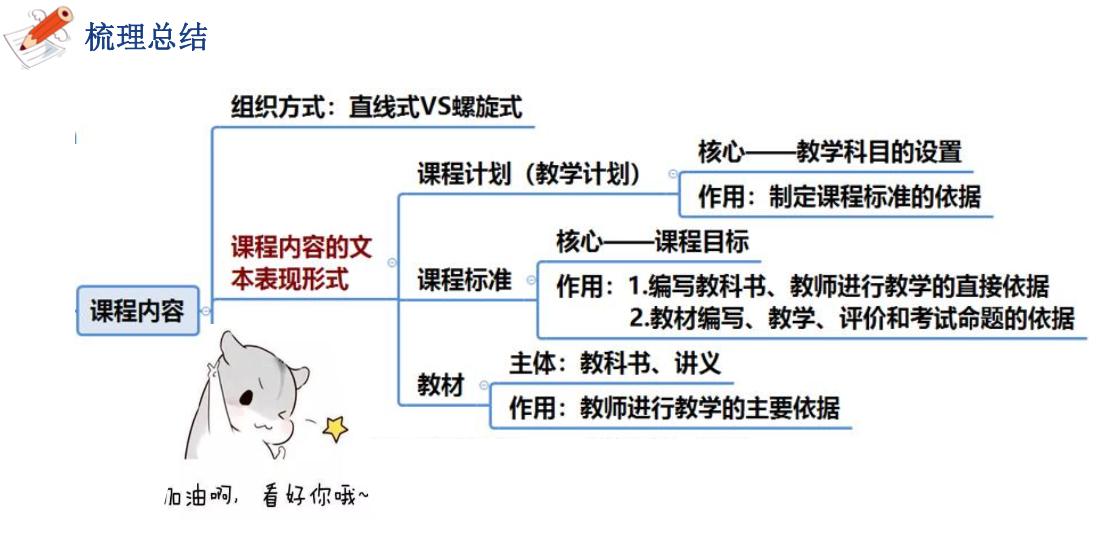 梳理总结
组织方式：直线式VS螺旋式
课程计划（教学计划）
核心——教学科目的设置
作用：制定课程标准的依据
课程内容的文
本表现形式
课程标准
核心——课程目标
作用：1.编写教科书、教师进行教学的直接依据
2.教材编写、教学、评价和考试命题的依据
课程内容
教材
主体：教科书、讲义
作用：教师进行教学的主要依据
加油啊，看好你哦~